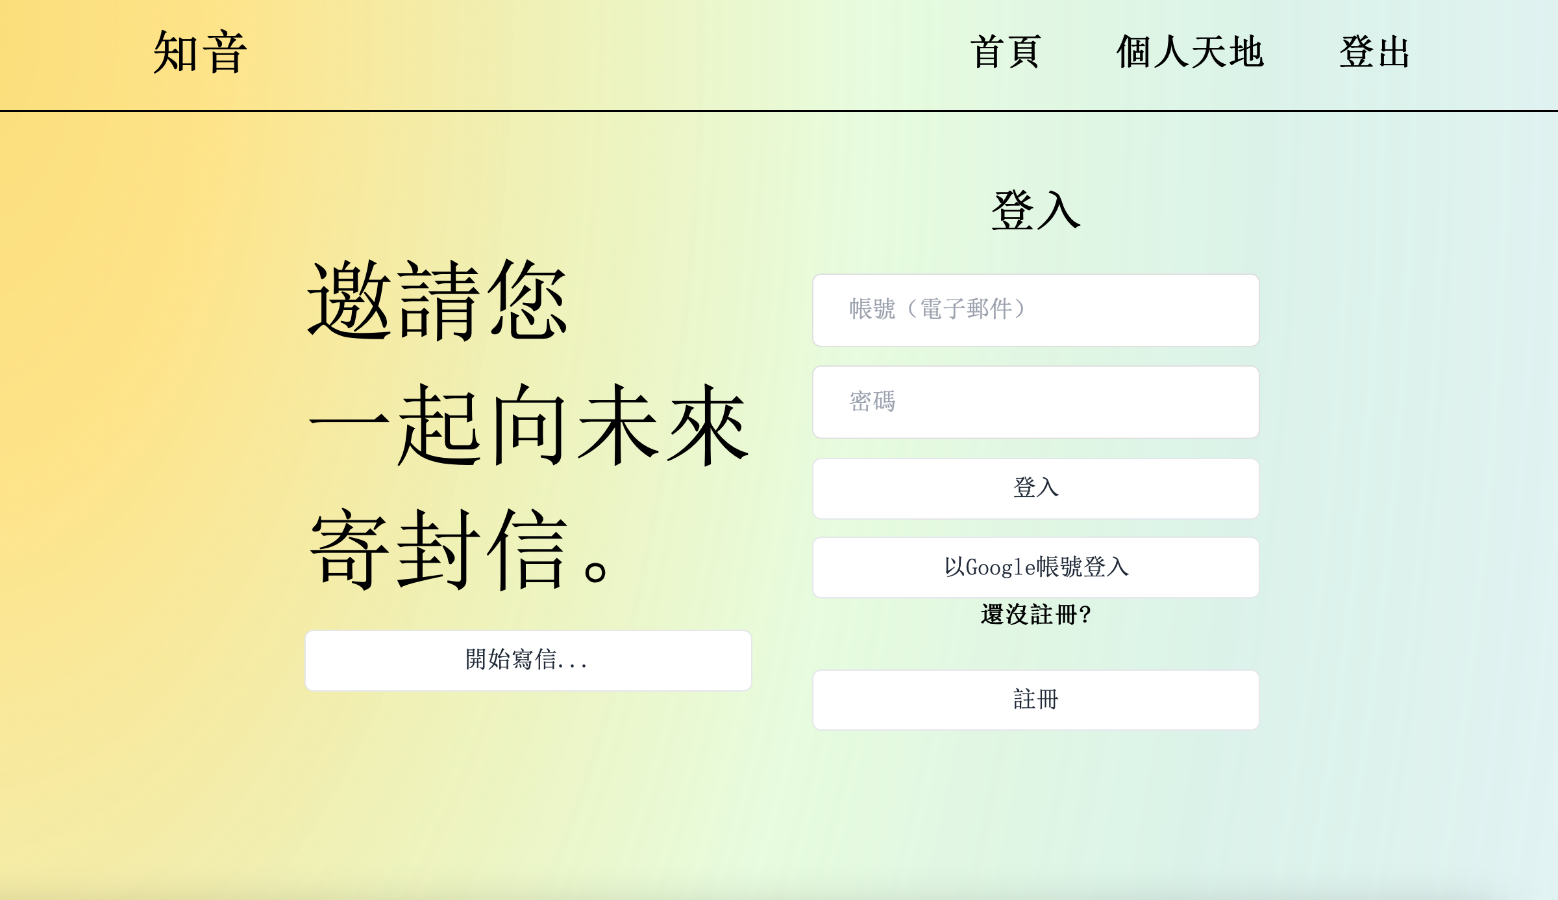 知音
首頁 個人天地 登出
邀請您
一起向未來
寄封信。
開始寫信...
登入
帳號（電子郵件）
密碼
登入
以Google帳號登入
還沒註冊?
註冊